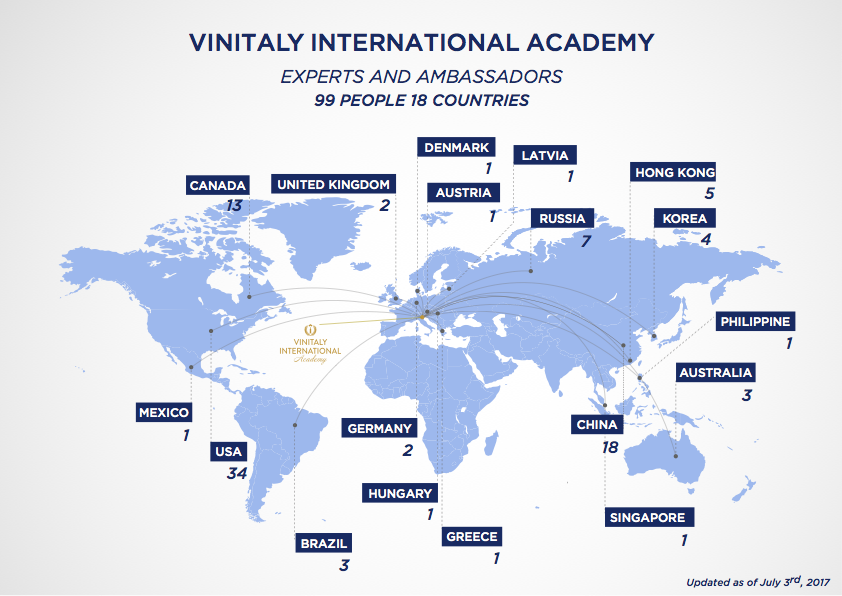 VINITALY INTERNATIONAL ACADEMY
EXPERTS AND AMBASSADORS
99 PEOPLE 18 COUNTRIES
DENMARK
1
LATVIA
1
HONG KONG
5
CANADA
13
UNITED KINGDOM
2
AUSTRIA
1
RUSSIA
7
KOREA
4
PHILIPPINE
1
VINITALY
INTERNATIONAL
Academy
AUSTRALIA
3
MEXICO
1
USA
34
GERMANY
2
CHINA
18
HUNGARY
1
SINGAPORE
1
BRAZIL
3
GREECE
1
Updated as of July 3rd, 2017